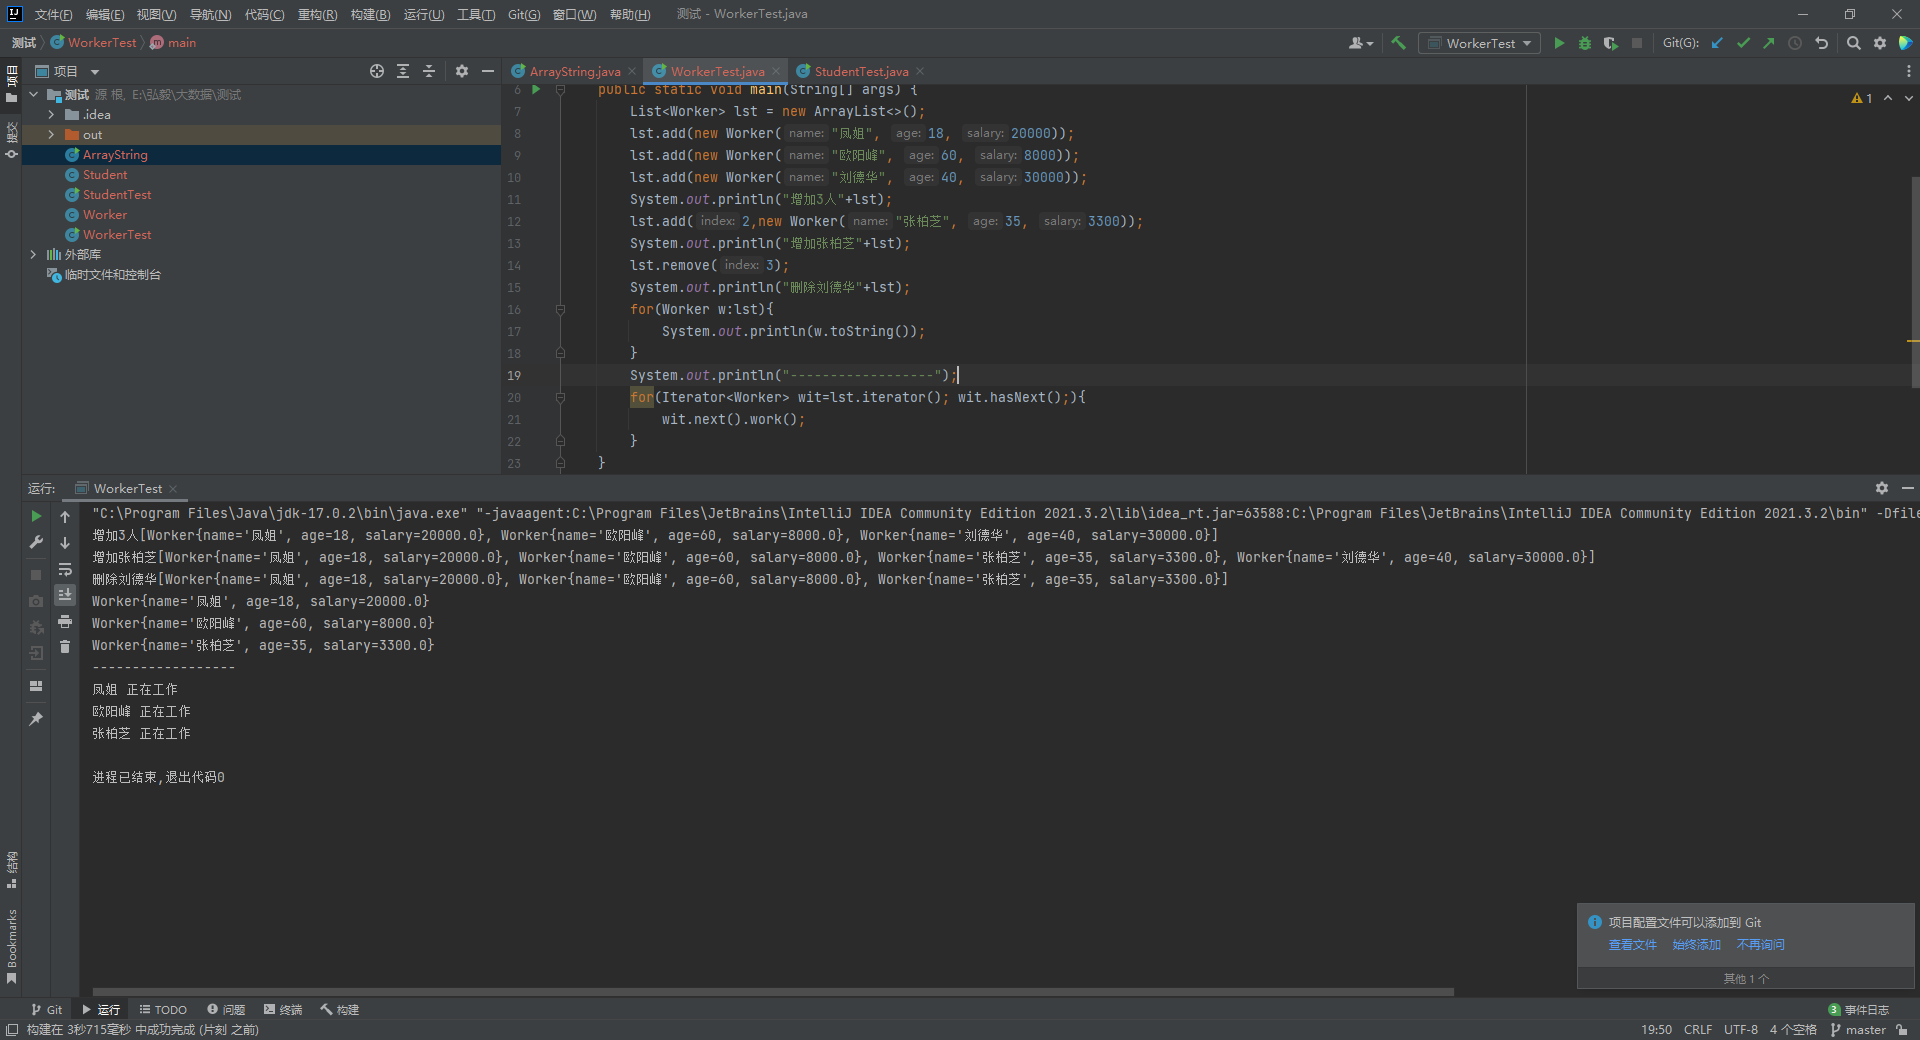 文件(F) 编辑(E) 视图(V) 导航(N) 代码(C) 重构(R) 构建(B) 运行(U) 工具(T) Git(G) 窗口(W) 帮助(H) 测试 - WorkerTest.java
测试 WorkerTest main
WorkerTest Git(G):
项目
ArrayString.java WorkerTest.java StudentTest.java
项目
提交
测试 源 根, E:\弘毅\大数据\测试
.idea
out
ArrayString
Student
StudentTest
Worker
WorkerTest
外部库
临时文件和控制台
1
6 public static void main(String[] args) {
7 List<Worker> lst = new ArrayList<>();
8 lst.add(new Worker( name: "凤姐", age: 18, salary: 20000));
9 lst.add(new Worker( name: "欧阳峰", age: 60, salary: 8000));
10 lst.add(new Worker( name: "刘德华", age: 40, salary: 30000));
11 System.out.println("增加3人"+lst);
12 lst.add( index: 2,new Worker( name: "张柏芝", age: 35, salary: 3300));
13 System.out.println("增加张柏芝"+lst);
14 lst.remove( index: 3);
15 System.out.println("删除刘德华"+lst);
16 for(Worker w:lst){
17 System.out.println(w.toString());
18 }
19 System.out.println("------------------");
20 for(Iterator<Worker> wit=lst.iterator(); wit.hasNext();){
21 wit.next().work();
22 }
23 }
运行: WorkerTest
"C:\Program Files\Java\jdk-17.0.2\bin\java.exe" "-javaagent:C:\Program Files\JetBrains\IntelliJ IDEA Community Edition 2021.3.2\lib\idea_rt.jar=63588:C:\Program Files\JetBrains\IntelliJ IDEA Community Edition 2021.3.2\bin" -Dfile
增加3人[Worker{name='凤姐', age=18, salary=20000.0}, Worker{name='欧阳峰', age=60, salary=8000.0}, Worker{name='刘德华', age=40, salary=30000.0}]
增加张柏芝[Worker{name='凤姐', age=18, salary=20000.0}, Worker{name='欧阳峰', age=60, salary=8000.0}, Worker{name='张柏芝', age=35, salary=3300.0}, Worker{name='刘德华', age=40, salary=30000.0}]
删除刘德华[Worker{name='凤姐', age=18, salary=20000.0}, Worker{name='欧阳峰', age=60, salary=8000.0}, Worker{name='张柏芝', age=35, salary=3300.0}]
Worker{name='凤姐', age=18, salary=20000.0}
Worker{name='欧阳峰', age=60, salary=8000.0}
Worker{name='张柏芝', age=35, salary=3300.0}
------------------
凤姐 正在工作
欧阳峰 正在工作
张柏芝 正在工作
进程已结束,退出代码0
结构
Bookmarks
项目配置文件可以添加到 Git
查看文件 始终添加 不再询问
其他 1 个
Git 运行 TODO 问题 终端 构建 3 事件日志
构建在 3秒715毫秒 中成功完成 (片刻 之前) 19:50 CRLF UTF-8 4 个空格 master